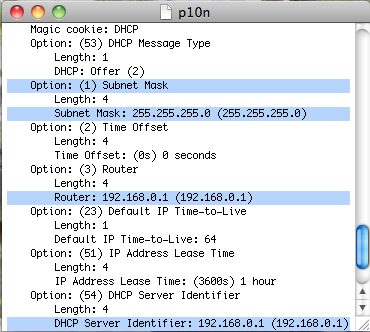 p10n
Magic cookie: DHCP
Option: (53) DHCP Message Type
Length: 1
DHCP: Offer (2)
Option: (1) Subnet Mask
Length: 4
Subnet Mask: 255.255.255.0 (255.255.255.0)
Option: (2) Time Offset
Length: 4
Time Offset: (0s) 0 seconds
Option: (3) Router
Length: 4
Router: 192.168.0.1 (192.168.0.1)
Option: (23) Default IP Time-to-Live
Length: 1
Default IP Time-to-Live: 64
Option: (51) IP Address Lease Time
Length: 4
IP Address Lease Time: (3600s) 1 hour
Option: (54) DHCP Server Identifier
Length: 4
DHCP Server Identifier: 192.168.0.1 (192.168.0.1)